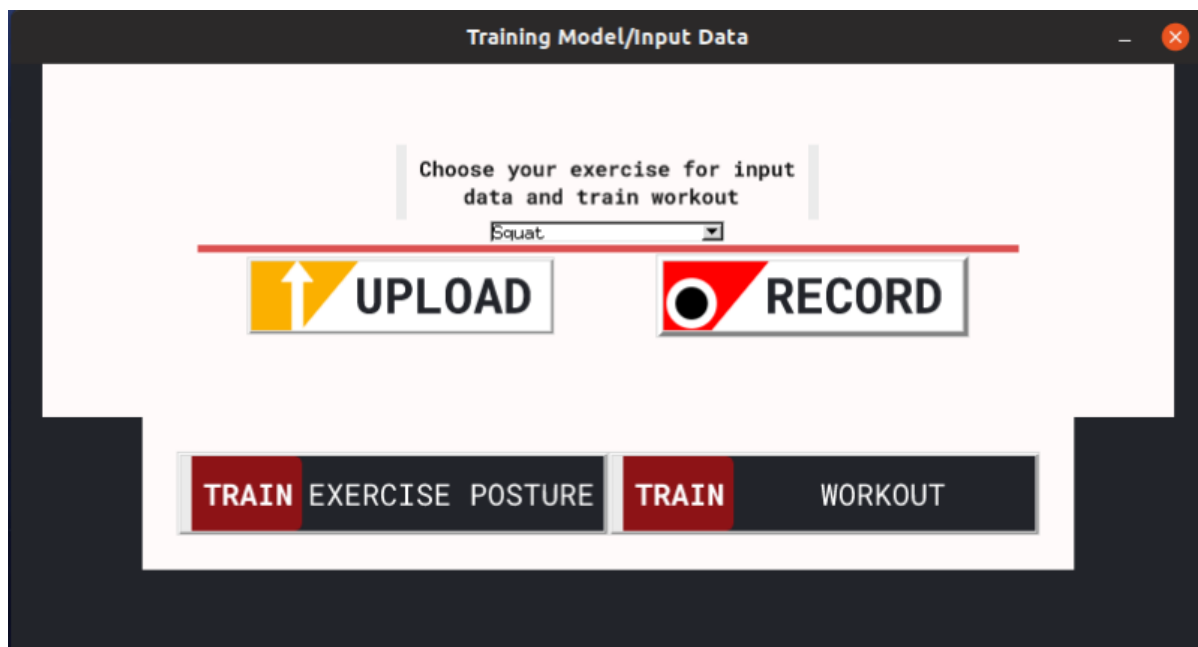 Training Model/Input Data
Choose your exercise for input
data and train workout
Squat
UPLOAD
RECORD
TRAIN EXERCISE POSTURE
TRAIN WORKOUT